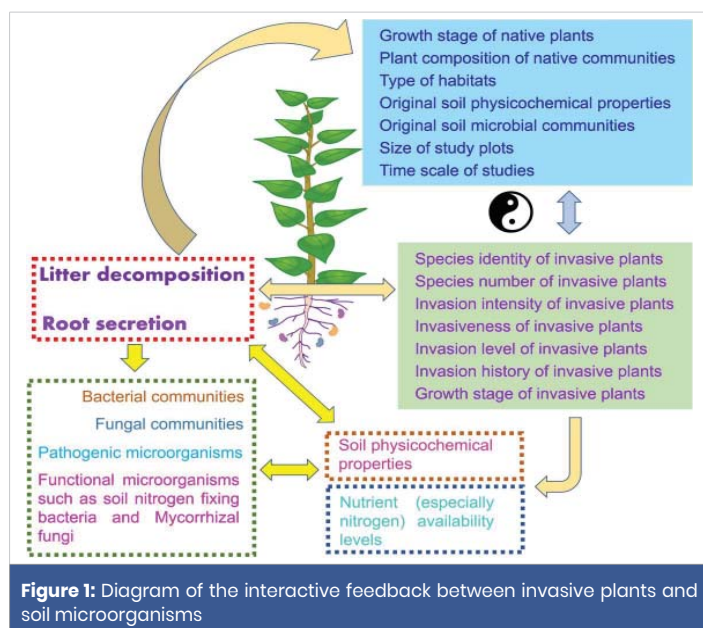 Growth stage of native plants
Plant composition of native communities
Type of habitats
Original soil physicochemical properties
Original soil microbial communities
Size of study plots
Time scale of studies
Litter decomposition
Root secretion
Species identity of invasive plants
Species number of invasive plants
Invasion intensity of invasive plants
Invasiveness of invasive plants
Invasion level of invasive plants
Invasion history of invasive plants
Growth stage of invasive plants
Bacterial communities
Fungal communities
Pathogenic microorganisms
Functional microorganisms
such as soil nitrogen fixing
bacteria and Mycorrhizal
fungi
Soil physicochemical
properties
Nutrient (especially
nitrogen) availability
levels
Figure 1: Diagram of the interactive feedback between invasive plants and
soil microorganisms